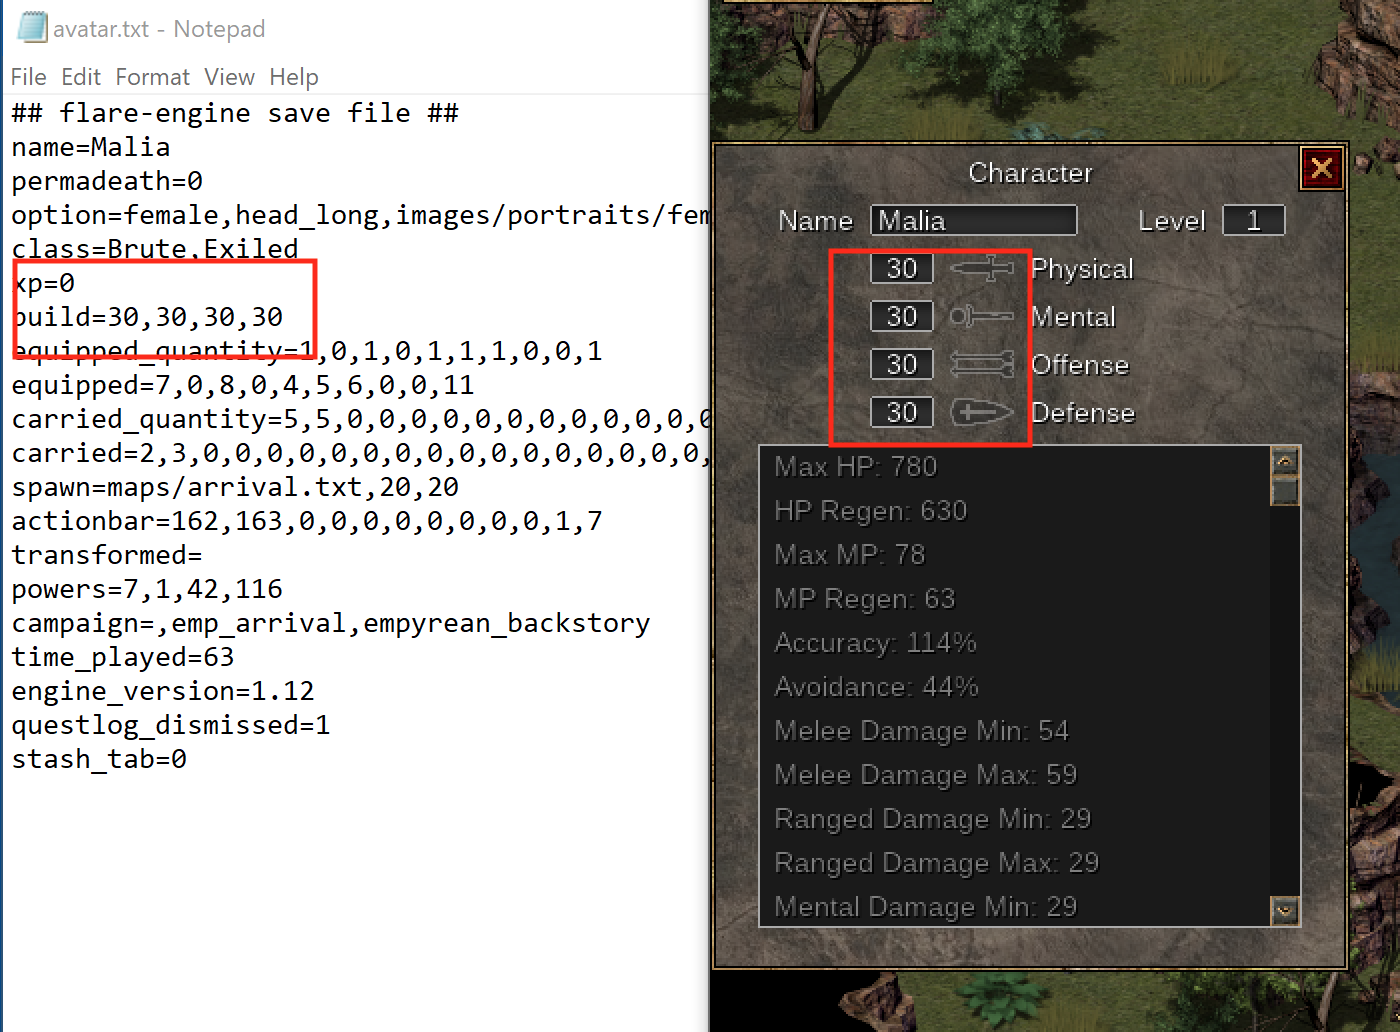 avatar.txt - Notepad
File Edit Format View Help
## flare-engine save file ##
name=Malia
permadeath=0
option=female,head_long,images/portraits/fem
class=Brute,Exiled
xp=0
build=30,30,30,30
equipped_quantity=1,0,1,0,1,1,1,0,0,1
equipped=7,0,8,0,4,5,6,0,0,11
carried_quantity=5,5,0,0,0,0,0,0,0,0,0,0,0
carried=2,3,0,0,0,0,0,0,0,0,0,0,0,0,0,0,0,
spawn=maps/arrival.txt,20,20
actionbar=162,163,0,0,0,0,0,0,0,0,1,7
transformed=
powers=7,1,42,116
campaign=,emp_arrival,empyrean_backstory
time_played=63
engine_version=1.12
questlog_dismissed=1
stash_tab=0
Character
Name Malia Level 1
30 Physical
30 Mental
30 Offense
30 Defense
Max HP: 780
HP Regen: 630
Max MP: 78
MP Regen: 63
Accuracy: 114%
Avoidance: 44%
Melee Damage Min: 54
Melee Damage Max: 59
Ranged Damage Min: 29
Ranged Damage Max: 29
Mental Damage Min: 29